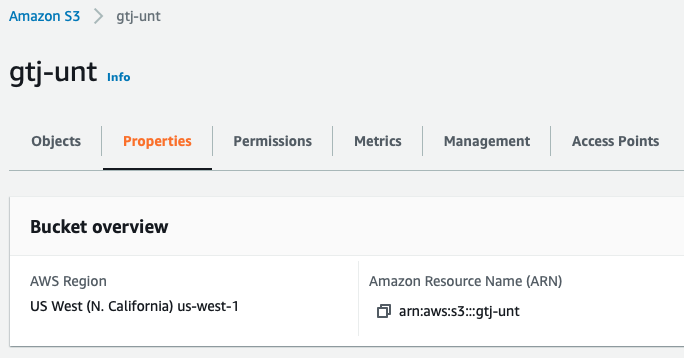 Amazon S3 > gtj-unt
gtj-unt Info
Objects Properties Permissions Metrics Management Access Points
Bucket overview
AWS Region
US West (N. California) us-west-1
Amazon Resource Name (ARN)
arn:aws:s3:::gtj-unt